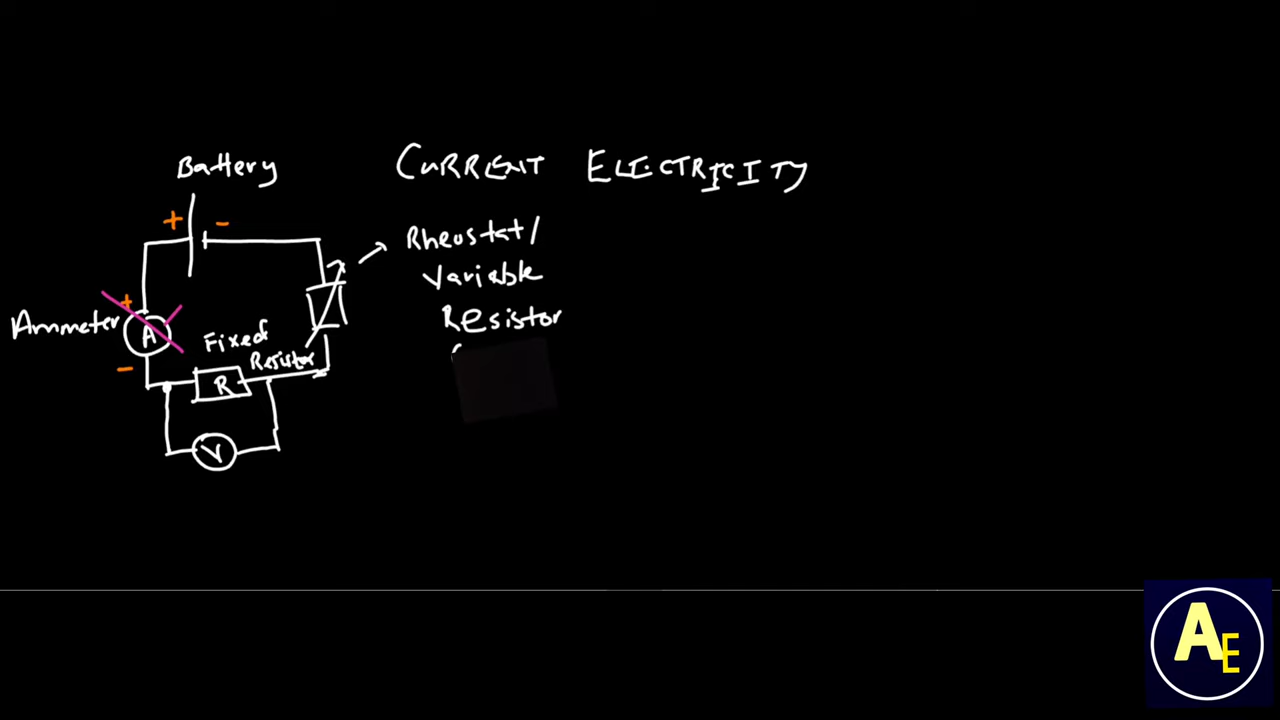 Battery
CURRENT ELECTRICITY
+ -
Rheostat/
Variable
Resistor
+
Ammeter
A
Fixed
Resistor
-
R
V
AE